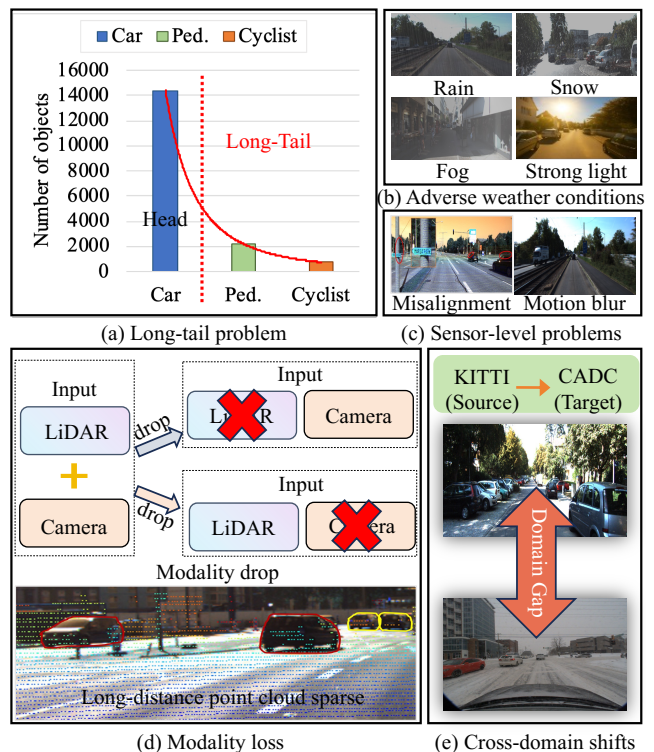 Car Ped. Cyclist
Number of objects
16000
14000
12000
10000
8000
6000
4000
2000
0
Long-Tail
Head
Car Ped. Cyclist
(a) Long-tail problem
Rain Snow
Fog Strong light
(b) Adverse weather conditions
Misalignment Motion blur
(c) Sensor-level problems
Input
LiDAR
+
Camera
drop
drop
Input
LiDAR Camera
Input
LiDAR Camera
Modality drop
Long-distance point cloud sparse
(d) Modality loss
KITTI CADC
(Source) (Target)
Domain Gap
(e) Cross-domain shifts